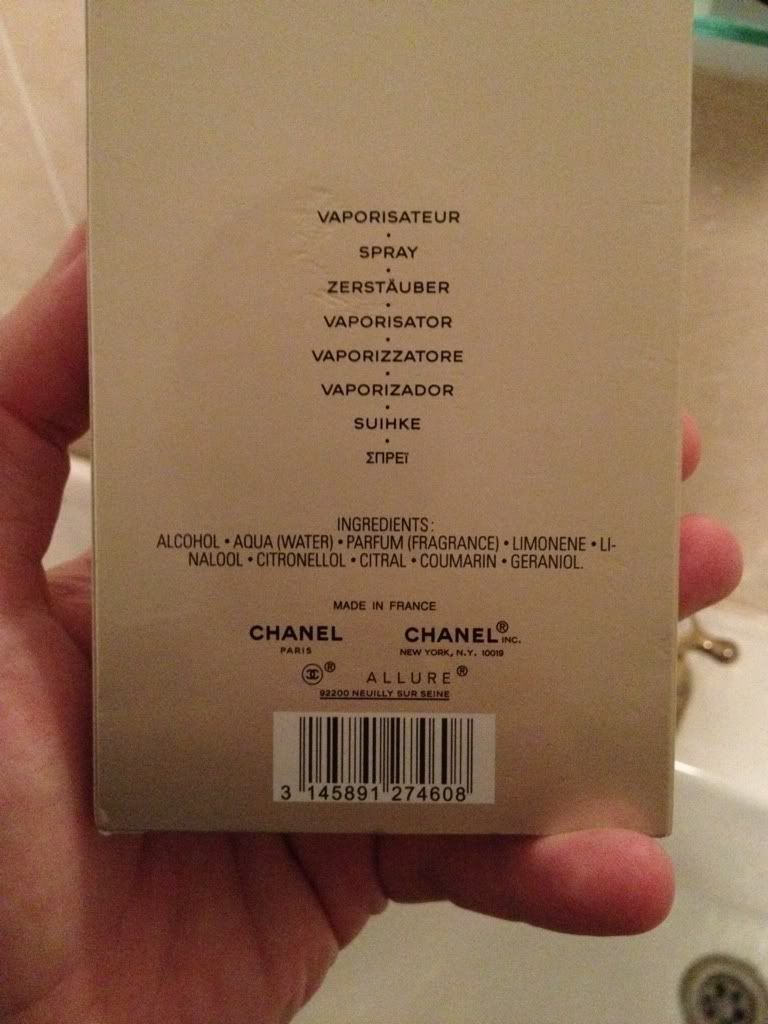 VAPORISATEUR
•
SPRAY
•
ZERSTÄUBER
•
VAPORISATOR
•
VAPORIZZATORE
•
VAPORIZADOR
•
SUIHKE
•
ΣΠΡΕΪ
INGREDIENTS:
ALCOHOL • AQUA (WATER) • PARFUM (FRAGRANCE) • LIMONENE • LI-
NALOOL • CITRONELLOL • CITRAL • COUMARIN • GERANIOL.
MADE IN FRANCE
CHANEL CHANEL® INC.
PARIS NEW YORK, N.Y. 10019
® ALLURE®
92200 NEUILLY SUR SEINE
3 145891 274608